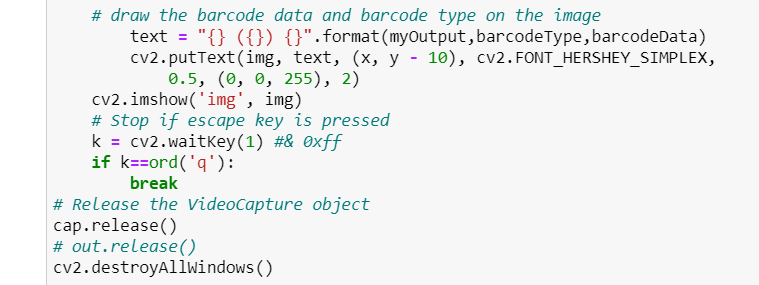 # draw the barcode data and barcode type on the image
text = "{} ({}) {}".format(myOutput,barcodeType,barcodeData)
cv2.putText(img, text, (x, y - 10), cv2.FONT_HERSHEY_SIMPLEX,
0.5, (0, 0, 255), 2)
cv2.imshow('img', img)
# Stop if escape key is pressed
k = cv2.waitKey(1) #& 0xff
if k==ord('q'):
break
# Release the VideoCapture object
cap.release()
# out.release()
cv2.destroyAllWindows()